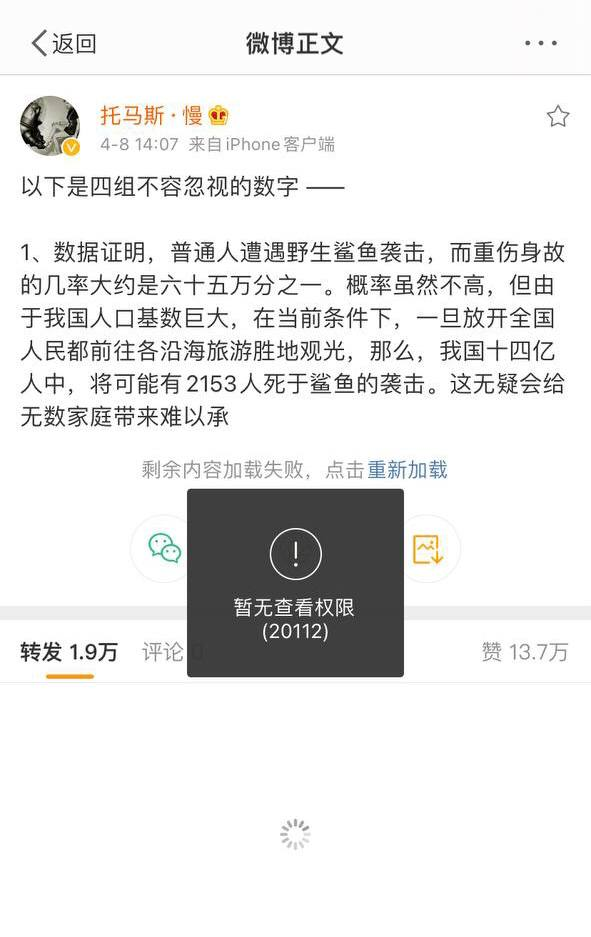 返回
微博正文
托马斯·慢
4-8 14:07 来自iPhone客户端
以下是四组不容忽视的数字 ——
1、数据证明，普通人遭遇野生鲨鱼袭击，而重伤身故
的几率大约是六十五万分之一。概率虽然不高，但由
于我国人口基数巨大，在当前条件下，一旦放开全国
人民都前往各沿海旅游胜地观光，那么，我国十四亿
人中，将可能有2153人死于鲨鱼的袭击。这无疑会给
无数家庭带来难以承
剩余内容加载失败，点击重新加载
暂无查看权限
(20112)
转发 1.9万 评论 0 赞 13.7万